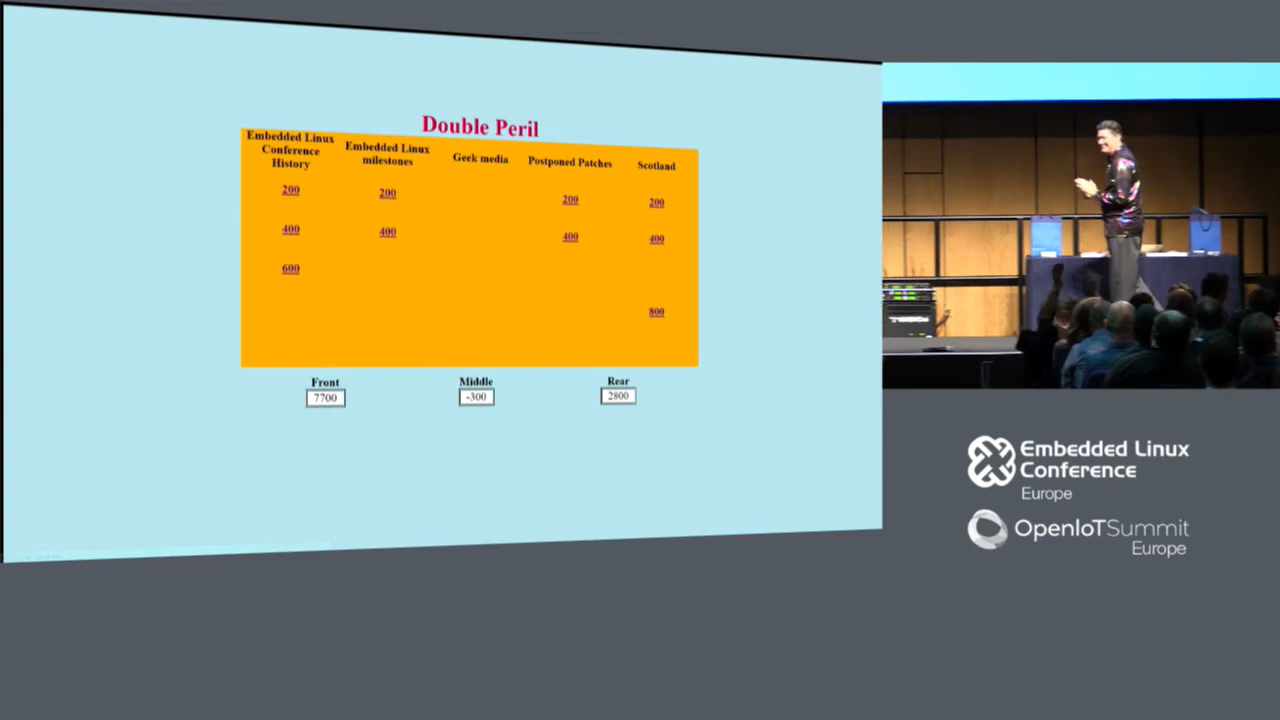 Double Peril
Embedded Linux
Conference
History
Embedded Linux
milestones
Geek media
Postponed Patches
Scotland
200
200
200
200
400
400
400
400
600
800
Front
7700
Middle
-300
Rear
2800
Embedded Linux
Conference
Europe
OpenIoTSummit
Europe